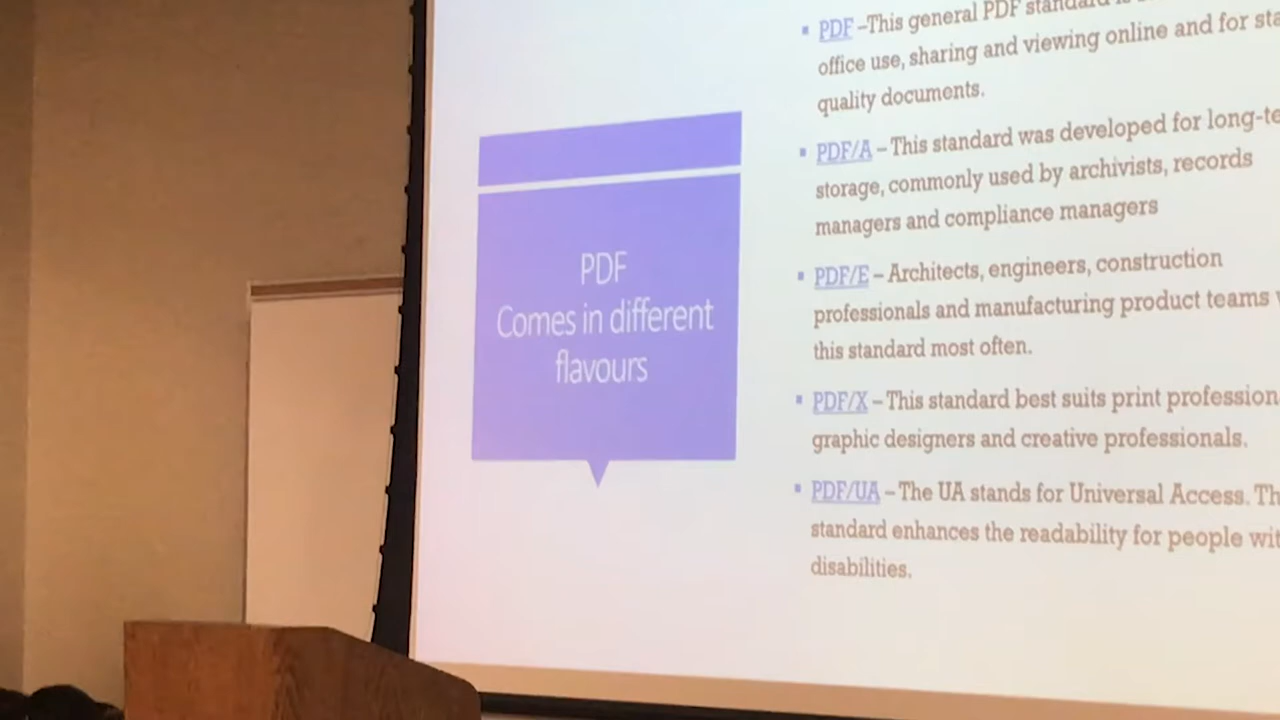 PDF
Comes in different
flavours
PDF –This general PDF standard is
office use, sharing and viewing online and for
quality documents.
PDF/A – This standard was developed for
storage, commonly used by archivists, records
managers and compliance managers
PDF/E – Architects, engineers, construction
professionals and manufacturing product teams
this standard most often.
PDF/X – This standard best suits print
graphic designers and creative professionals.
PDF/UA – The UA stands for Universal Access.
standard enhances the readability for people
disabilities.